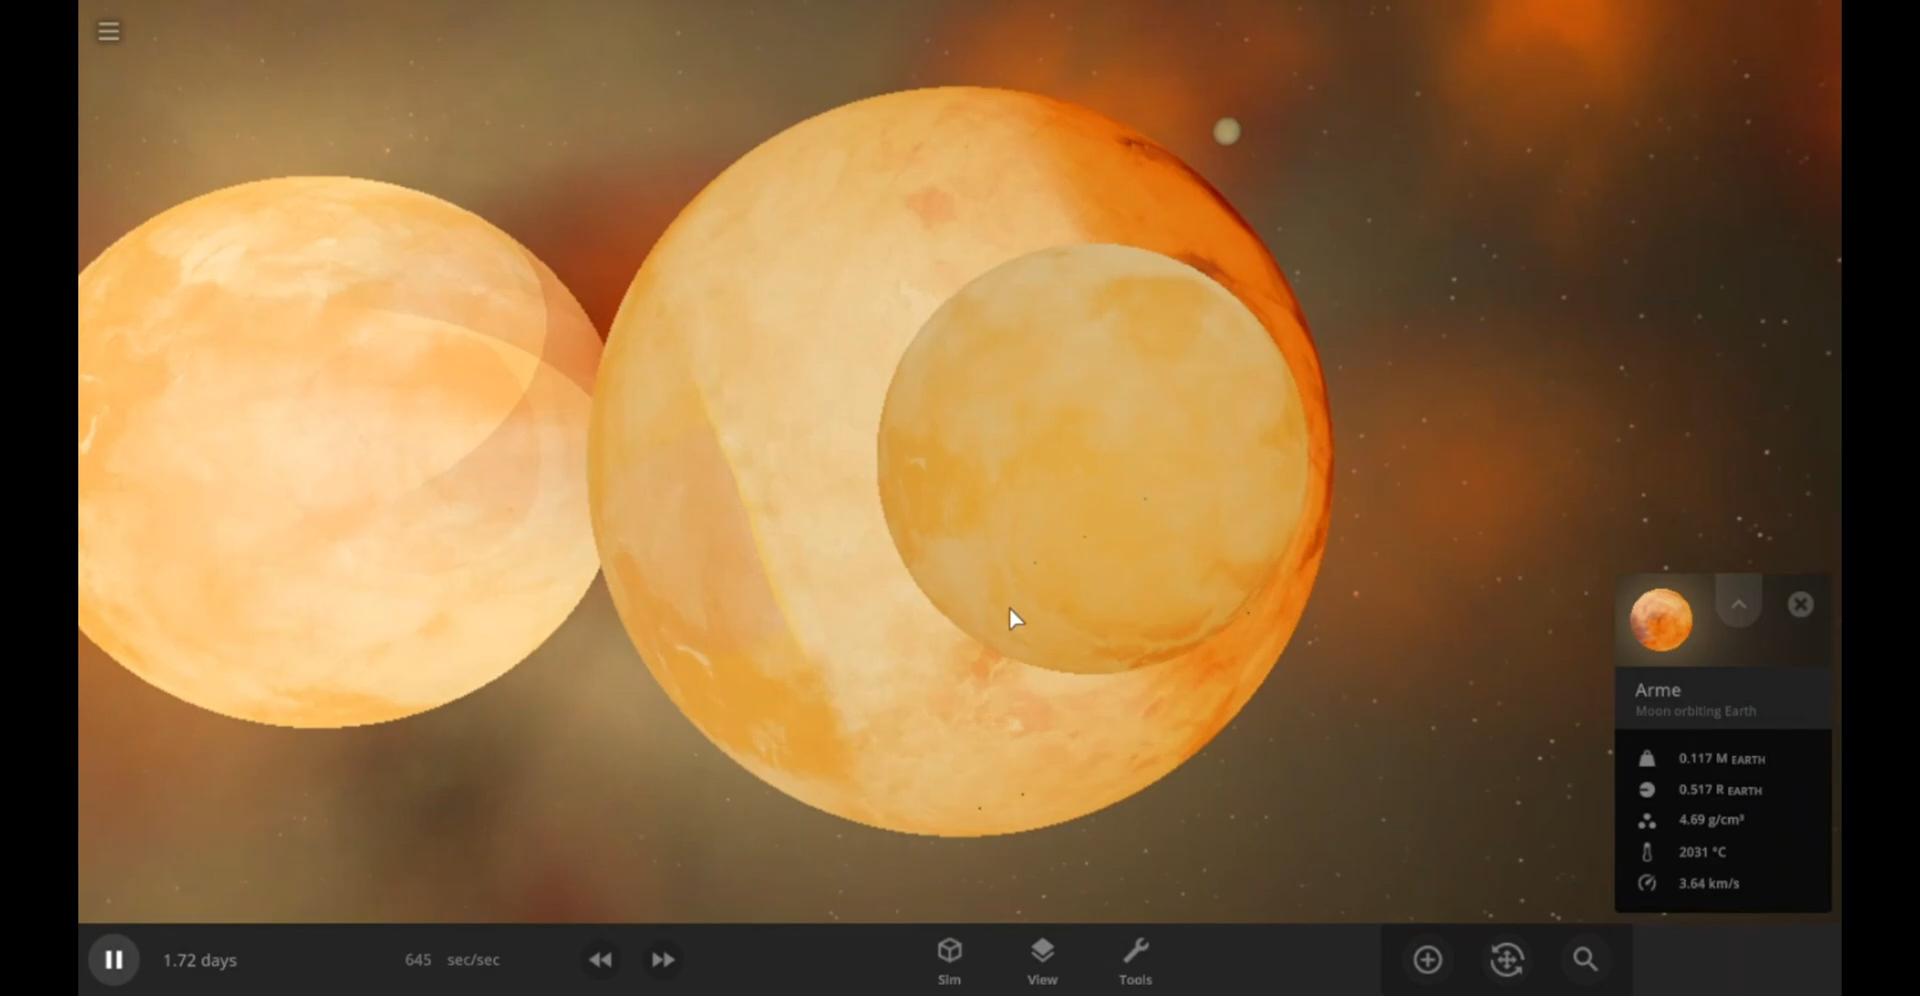 Arme
Moon orbiting Earth
0.117 M EARTH
0.517 R EARTH
4.69 g/cm³
2031 °C
3.64 km/s
1.72 days
645 sec/sec
Sim
View
Tools